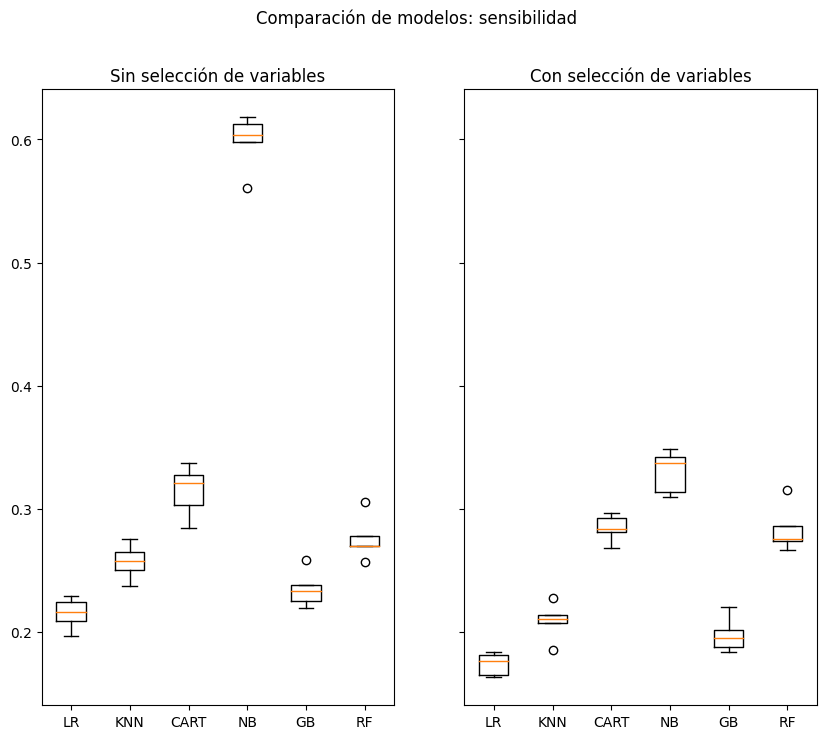 Comparación de modelos: sensibilidad
Sin selección de variables
Con selección de variables
0.6
0.5
0.4
0.3
0.2
LR KNN CART NB GB RF
LR KNN CART NB GB RF